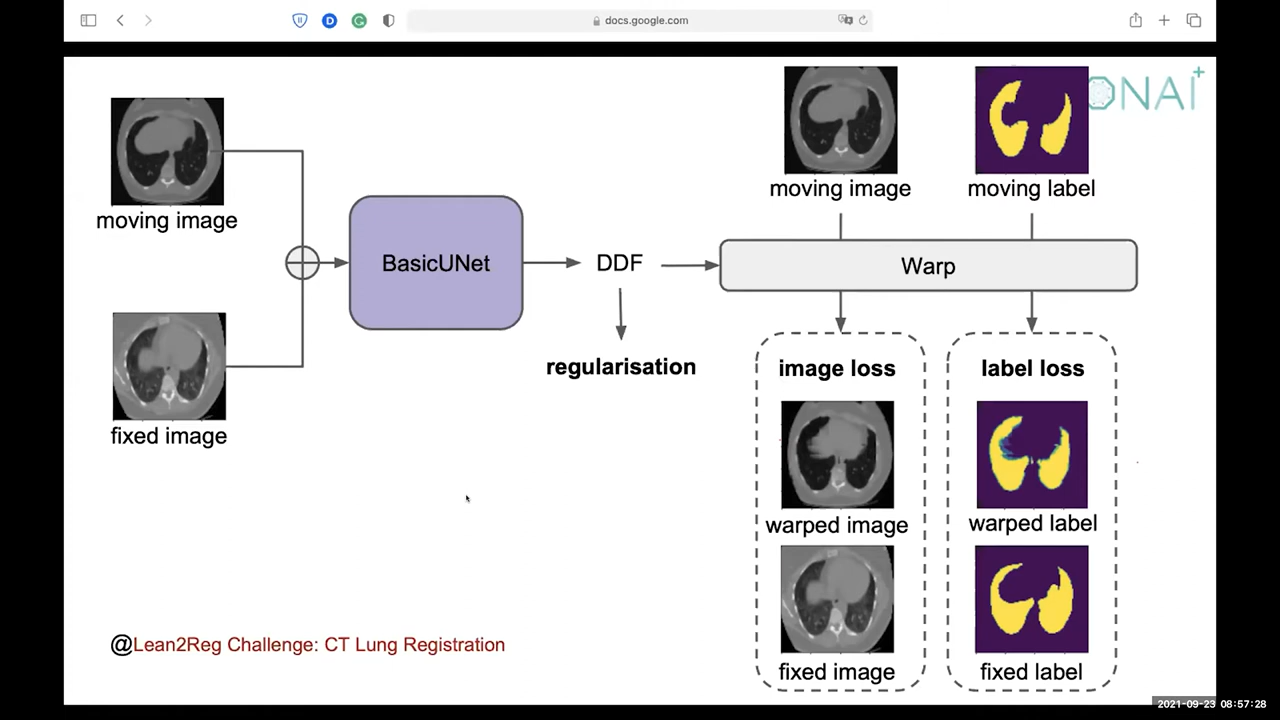 docs.google.com
ONAI
moving image
moving label
moving image
BasicUNet
DDF
Warp
regularisation
image loss
label loss
fixed image
warped image
warped label
@Lean2Reg Challenge: CT Lung Registration
fixed image
fixed label
2021-09-23 08:57:28